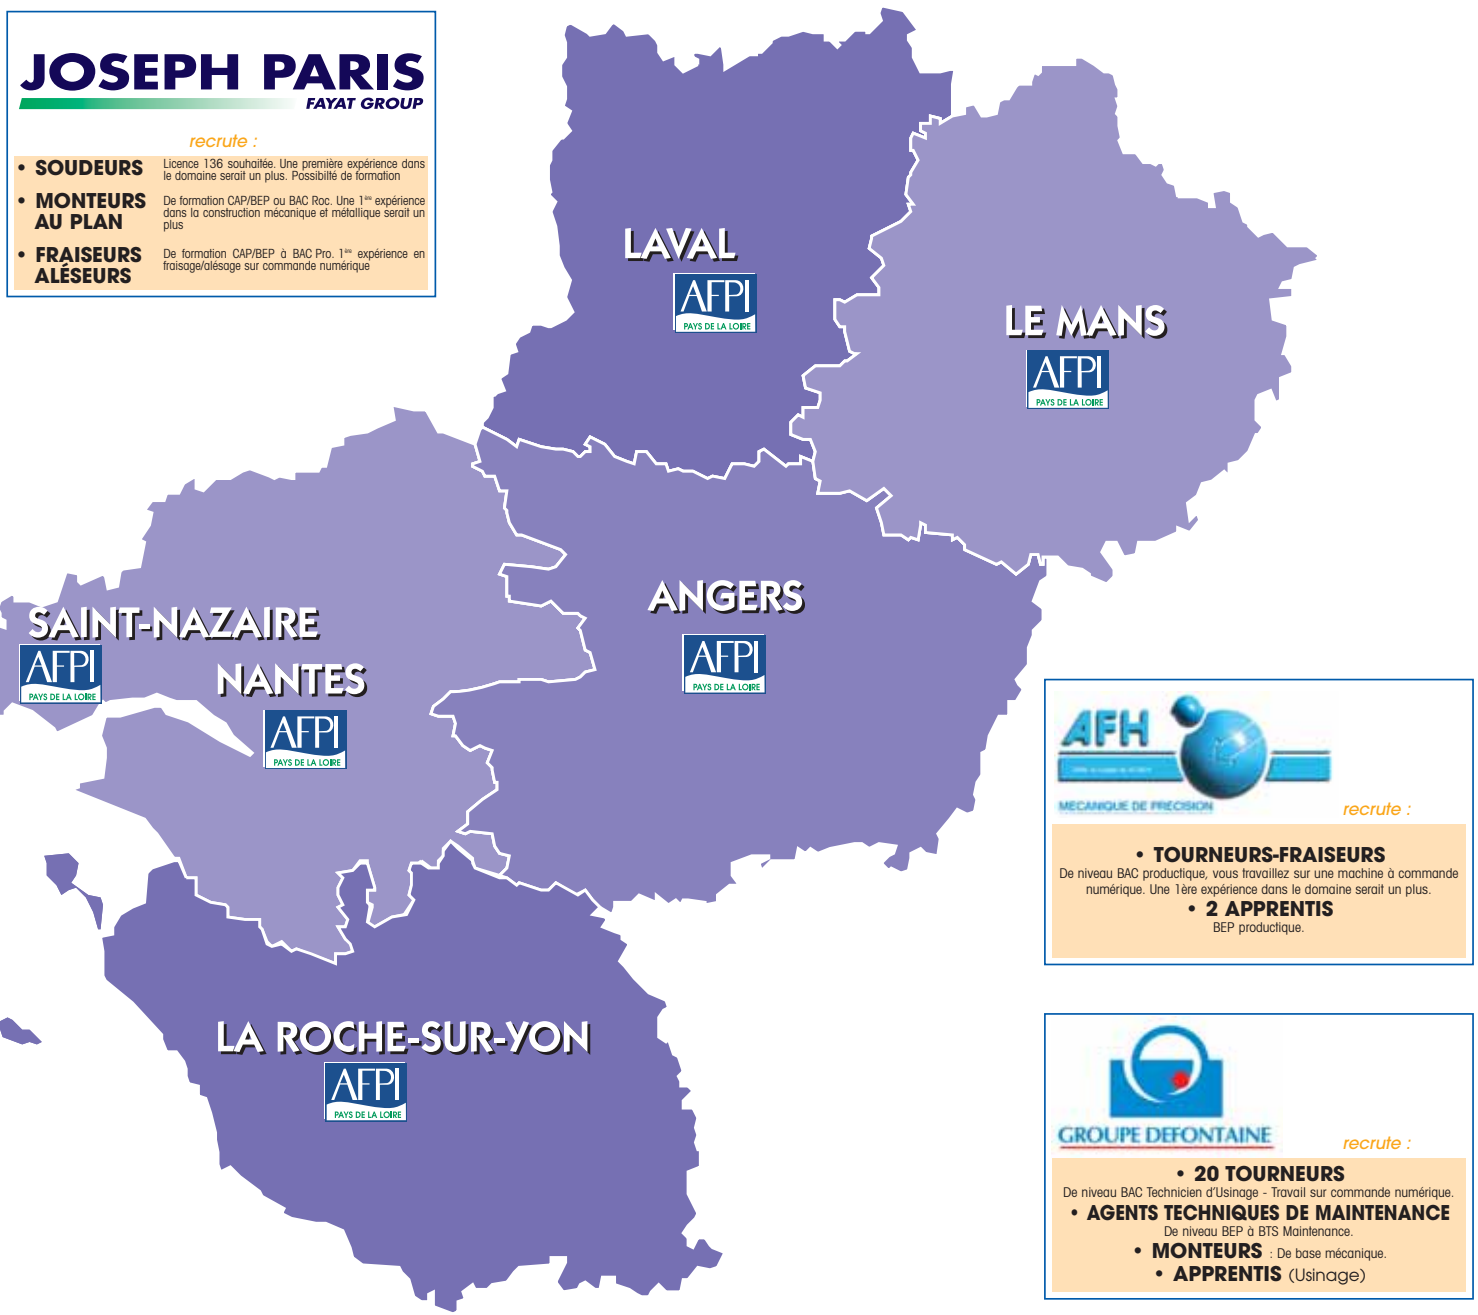 JOSEPH PARIS
FAYAT GROUP
recrute :
• SOUDEURS
Licence 136 souhaitée. Une première expérience dans
le domaine serait un plus. Possibilté de formation
• MONTEURS
AU PLAN
De formation CAP/BEP ou BAC Roc. Une 1ère expérience
dans la construction mécanique et métallique serait un
plus
• FRAISEURS
ALÉSEURS
De formation CAP/BEP à BAC Pro. 1ère expérience en
fraisage/alésage sur commande numérique
LAVAL
AFPI
PAYS DE LA LOIRE
LE MANS
AFPI
PAYS DE LA LOIRE
ANGERS
AFPI
PAYS DE LA LOIRE
SAINT-NAZAIRE
AFPI
PAYS DE LA LOIRE
NANTES
AFPI
PAYS DE LA LOIRE
LA ROCHE-SUR-YON
AFPI
PAYS DE LA LOIRE
AFH
MECANIQUE DE PRECISION
recrute :
• TOURNEURS-FRAISEURS
De niveau BAC productique, vous travaillez sur une machine à commande
numérique. Une 1ère expérience dans le domaine serait un plus.
• 2 APPRENTIS
BEP productique.
GROUPE DEFONTAINE
recrute :
• 20 TOURNEURS
De niveau BAC Technicien d'Usinage - Travail sur commande numérique.
• AGENTS TECHNIQUES DE MAINTENANCE
De niveau BEP à BTS Maintenance.
• MONTEURS : De base mécanique.
• APPRENTIS (Usinage)